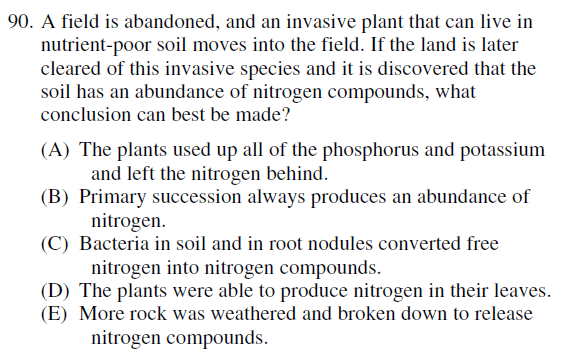 90. A field is abandoned, and an invasive plant that can live in
nutrient-poor soil moves into the field. If the land is later
cleared of this invasive species and it is discovered that the
soil has an abundance of nitrogen compounds, what
conclusion can best be made?
(A) The plants used up all of the phosphorus and potassium
and left the nitrogen behind.
(B) Primary succession always produces an abundance of
nitrogen.
(C) Bacteria in soil and in root nodules converted free
nitrogen into nitrogen compounds.
(D) The plants were able to produce nitrogen in their leaves.
(E) More rock was weathered and broken down to release
nitrogen compounds.